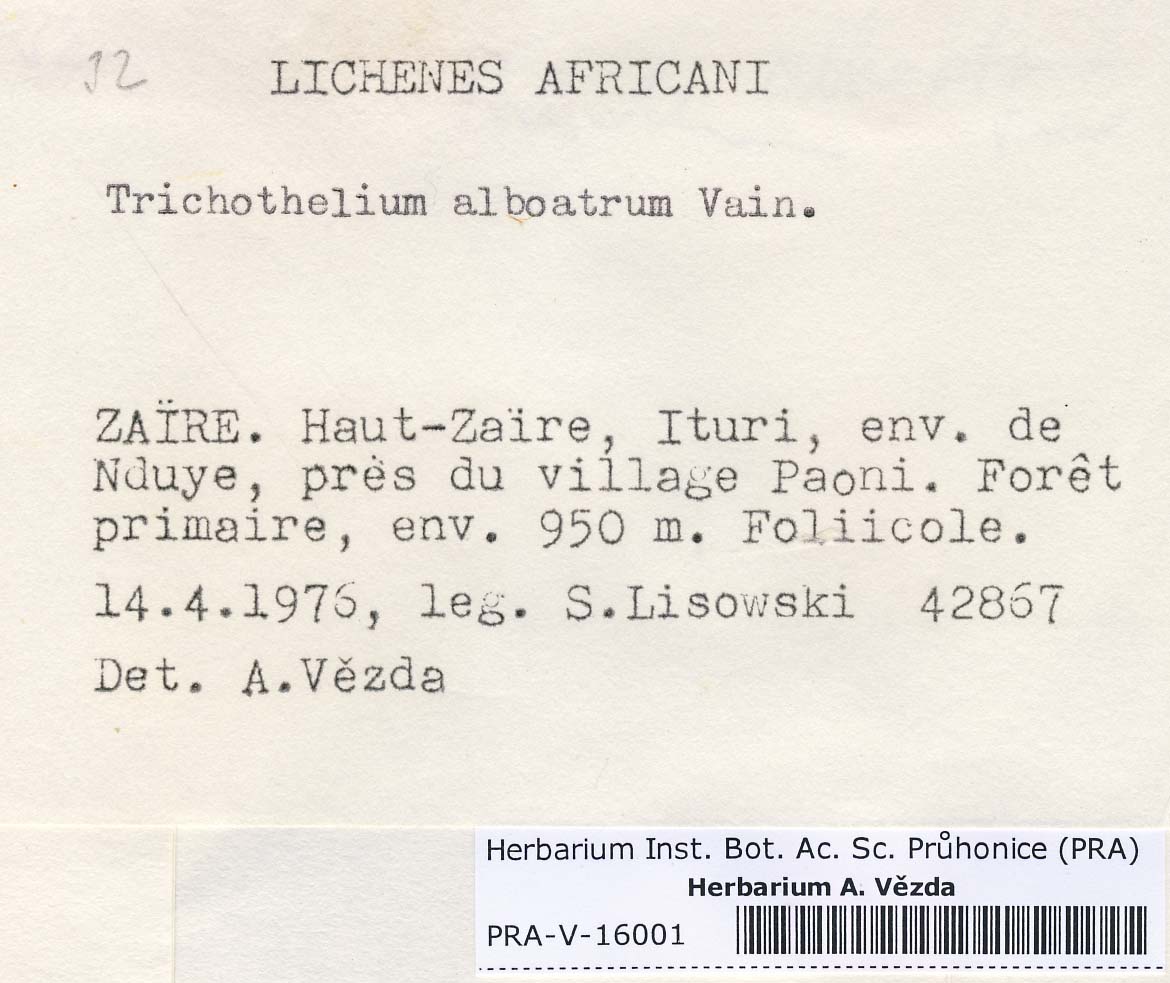 12
LICHENES AFRICANI
Trichothelium alboatrum Vain.
ZAÏRE. Haut-Zaïre, Ituri, env. de
Nduye, près du village Paoni. Forêt
primaire, env. 950 m. Foliicole.
14.4.1976, leg. S.Lisowski 42867
Det. A.Vězda
Herbarium Inst. Bot. Ac. Sc. Průhonice (PRA)
Herbarium A. Vězda
PRA-V-16001